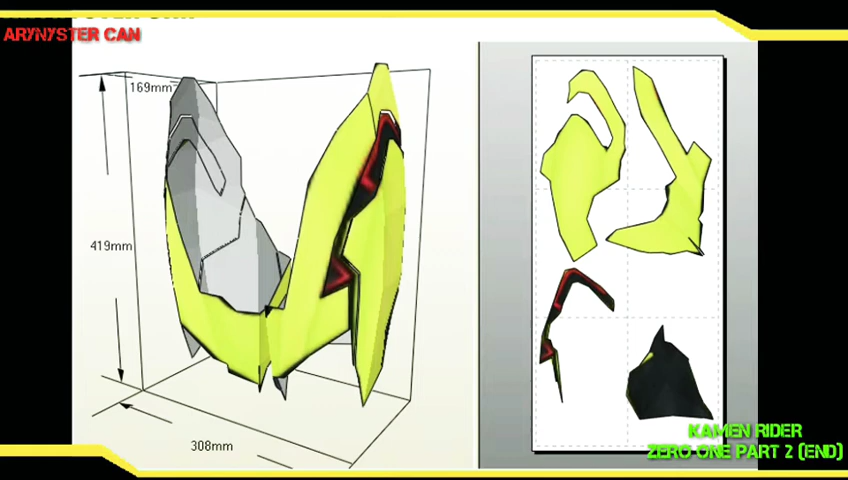 ARYNYSTER CAN
169mm
419mm
308mm
KAMEN RIDER
ZERO ONE PART 2 (END)